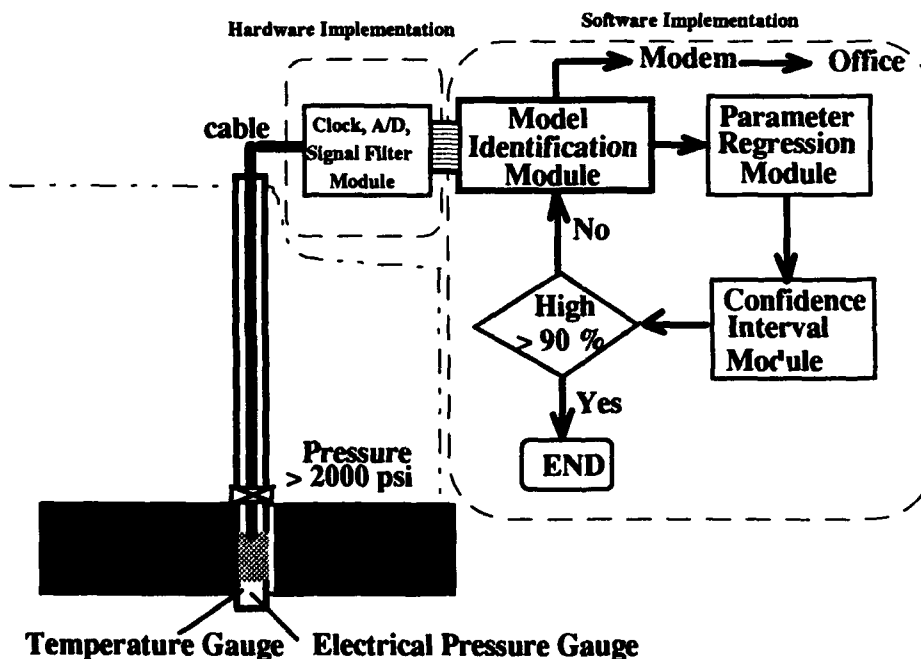 Hardware Implementation
Software Implementation
Modem
Office
cable
Clock, A/D,
Signal Filter
Module
Model
Identification
Module
Parameter
Regression
Module
No
High
> 90 %
Confidence
Interval
Module
Yes
END
Pressure
> 2000 psi
Temperature Gauge
Electrical Pressure Gauge